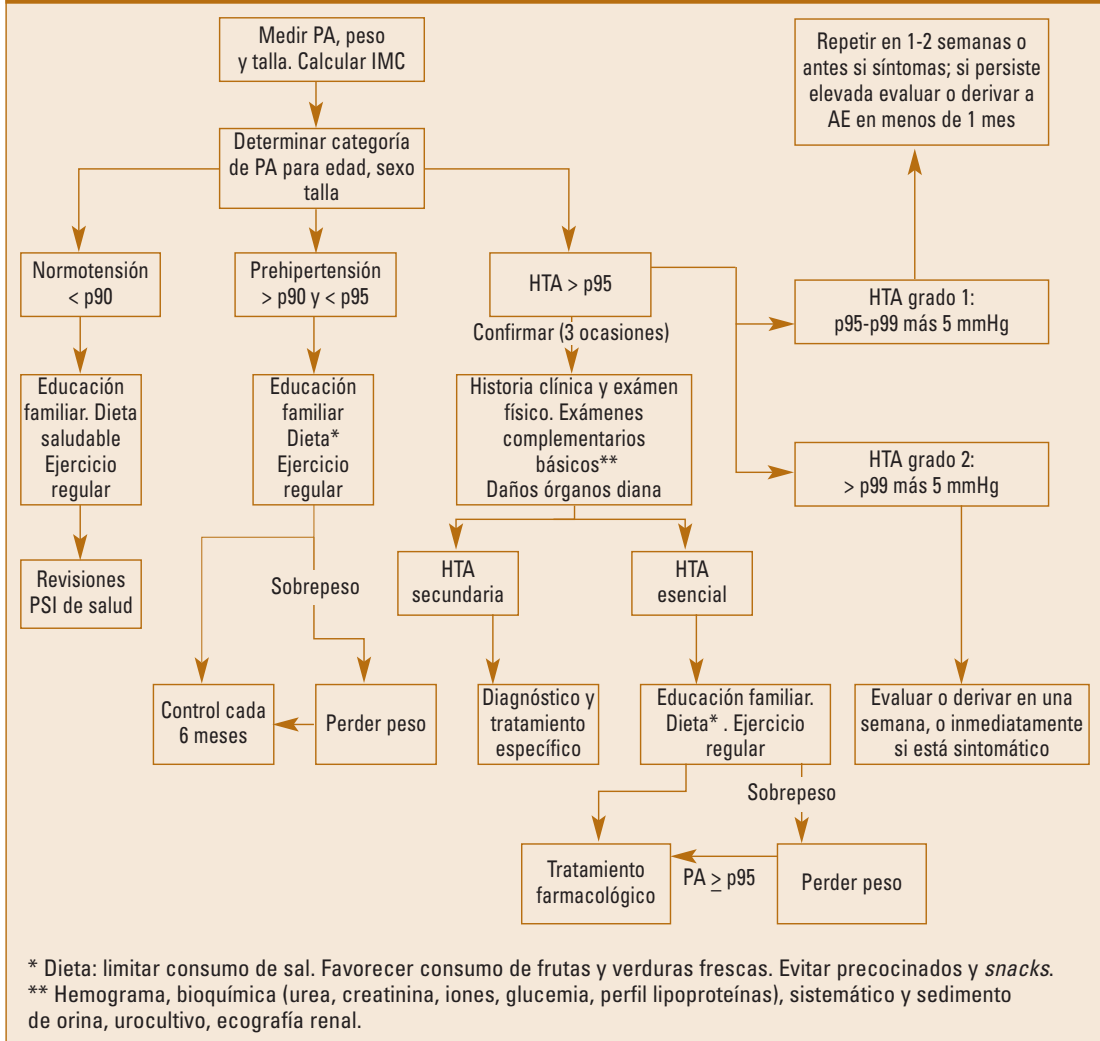 Medir PA, peso
y talla. Calcular IMC
Repetir en 1-2 semanas o
antes si síntomas; si persiste
elevada evaluar o derivar a
AE en menos de 1 mes
Determinar categoría
de PA para edad, sexo
talla
Normotensión
< p90
Prehipertensión
> p90 y < p95
HTA > p95
HTA grado 1:
p95-p99 más 5 mmHg
Confirmar (3 ocasiones)
Educación
familiar. Dieta
saludable
Ejercicio
regular
Educación
familiar
Dieta*
Ejercicio
regular
Historia clínica y exámen
físico. Exámenes
complementarios
básicos**
Daños órganos diana
HTA grado 2:
> p99 más 5 mmHg
Revisiones
PSI de salud
Sobrepeso
HTA
secundaria
HTA
esencial
Control cada
6 meses
Perder peso
Diagnóstico y
tratamiento
específico
Educación familiar.
Dieta* . Ejercicio
regular
Evaluar o derivar en una
semana, o inmediatamente
si está sintomático
Sobrepeso
Tratamiento
farmacológico
PA ≥ p95
Perder peso
* Dieta: limitar consumo de sal. Favorecer consumo de frutas y verduras frescas. Evitar precocinados y snacks.
** Hemograma, bioquímica (urea, creatinina, iones, glucemia, perfil lipoproteínas), sistemático y sedimento
de orina, urocultivo, ecografía renal.